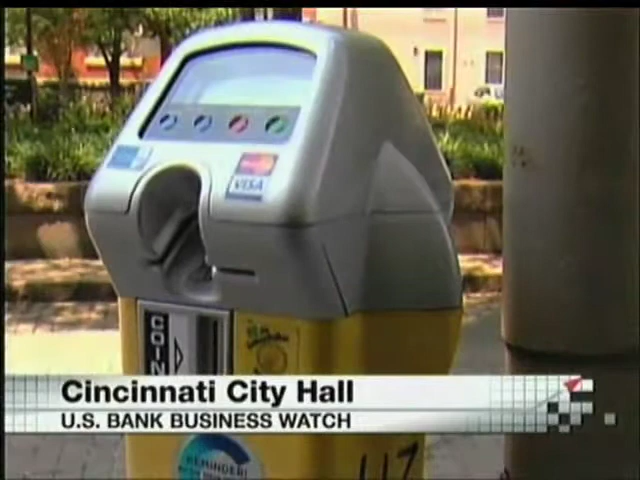 VISA
COIN
Cincinnati City Hall
U.S. BANK BUSINESS WATCH
REMINDER!
117